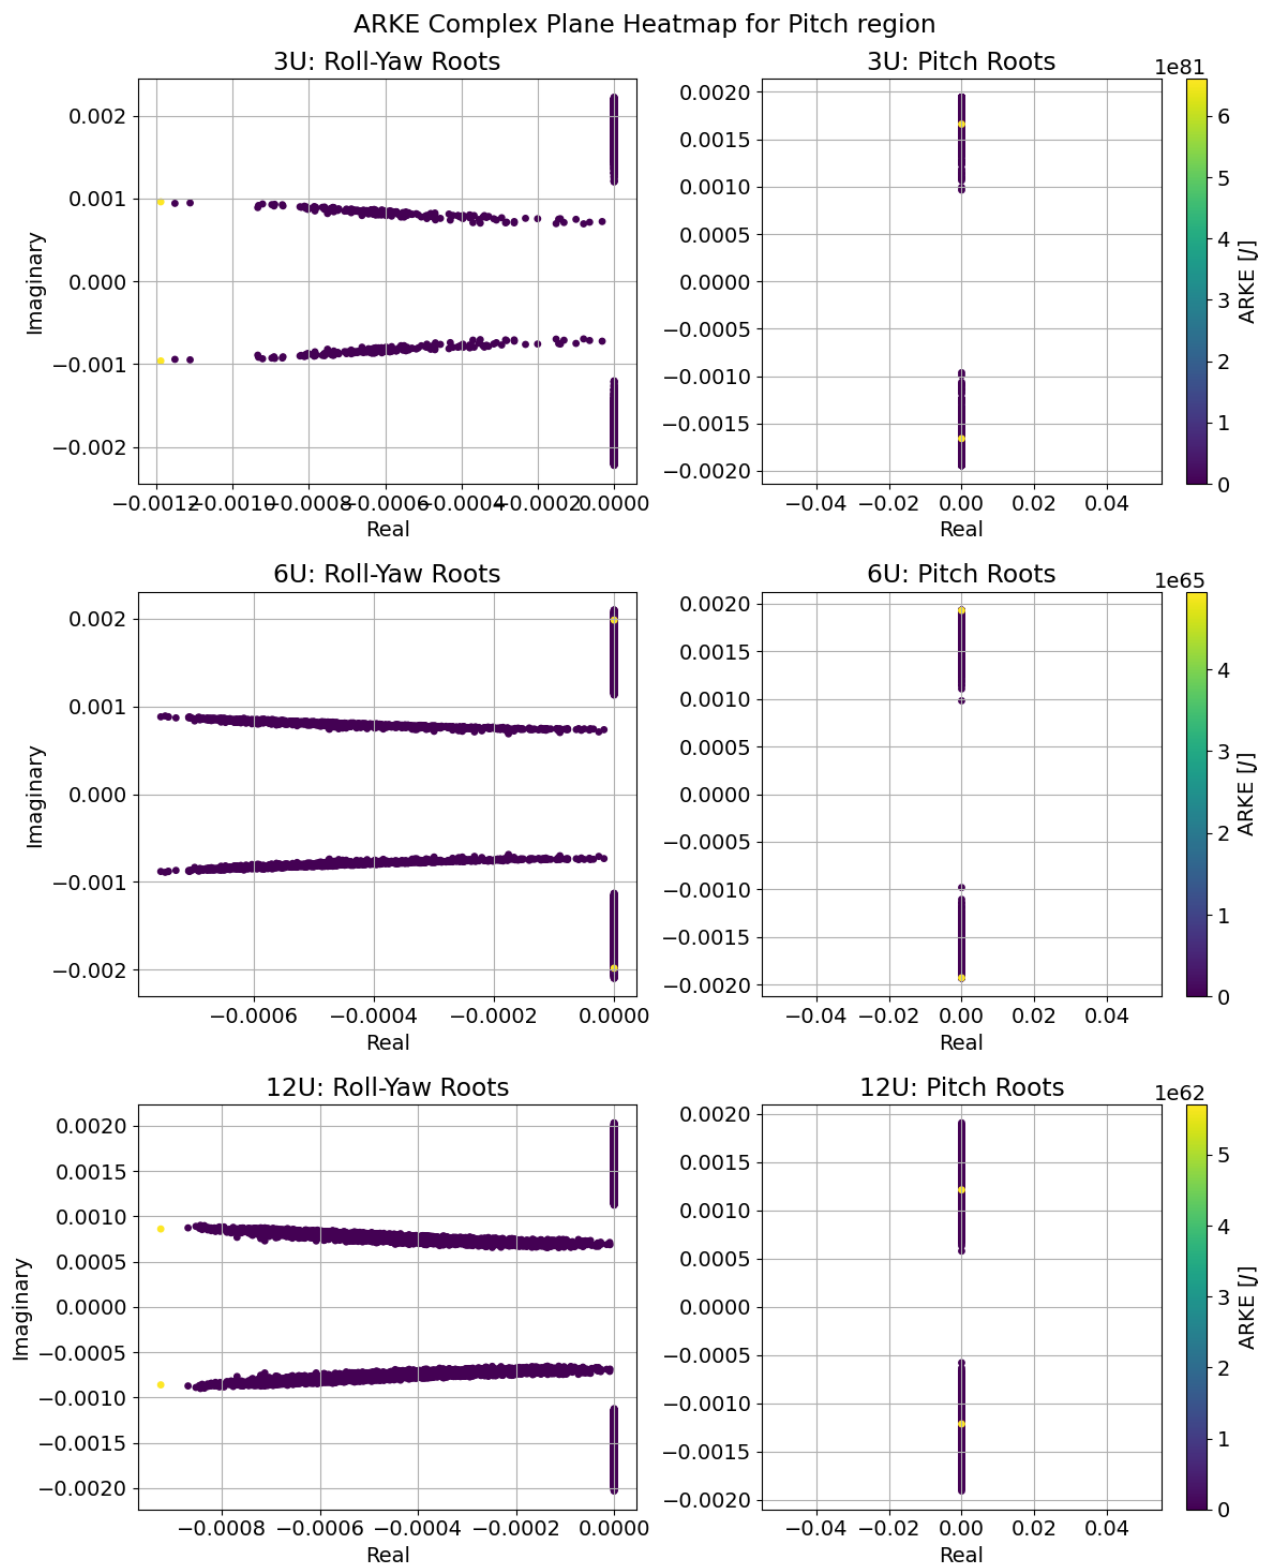 ARKE Complex Plane Heatmap for Pitch region
3U: Roll-Yaw Roots
Imaginary
0.002
0.001
0.000
−0.001
−0.002
−0.0012 −0.0010 −0.0008 −0.0006 −0.0004 −0.0002 0.0000
Real
3U: Pitch Roots
0.0020
0.0015
0.0010
0.0005
0.0000
−0.0005
−0.0010
−0.0015
−0.0020
−0.04 −0.02 0.00 0.02 0.04
Real
1e81
6
5
4
3
2
1
0
ARKE [J]
6U: Roll-Yaw Roots
Imaginary
0.002
0.001
0.000
−0.001
−0.002
−0.0006 −0.0004 −0.0002 0.0000
Real
6U: Pitch Roots
0.0020
0.0015
0.0010
0.0005
0.0000
−0.0005
−0.0010
−0.0015
−0.0020
−0.04 −0.02 0.00 0.02 0.04
Real
1e65
4
3
2
1
0
ARKE [J]
12U: Roll-Yaw Roots
Imaginary
0.0020
0.0015
0.0010
0.0005
0.0000
−0.0005
−0.0010
−0.0015
−0.0020
−0.0008 −0.0006 −0.0004 −0.0002 0.0000
Real
12U: Pitch Roots
0.0020
0.0015
0.0010
0.0005
0.0000
−0.0005
−0.0010
−0.0015
−0.0020
−0.04 −0.02 0.00 0.02 0.04
Real
1e62
5
4
3
2
1
0
ARKE [J]